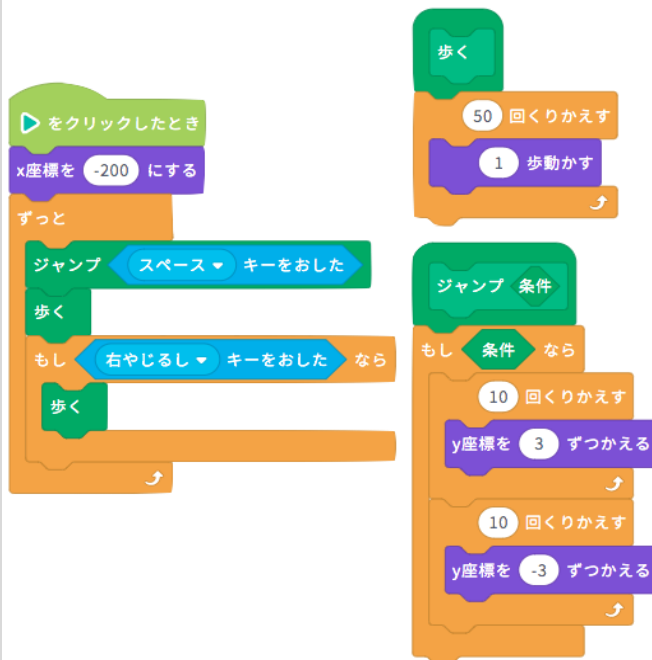 をクリックしたとき
x座標を -200 にする
ずっと
ジャンプ スペース キーをおした
歩く
もし 右やじるし キーをおした なら
歩く
歩く
50 回くりかえす
1 歩動かす
ジャンプ 条件
もし 条件 なら
10 回くりかえす
y座標を 3 ずつかえる
10 回くりかえす
y座標を -3 ずつかえる